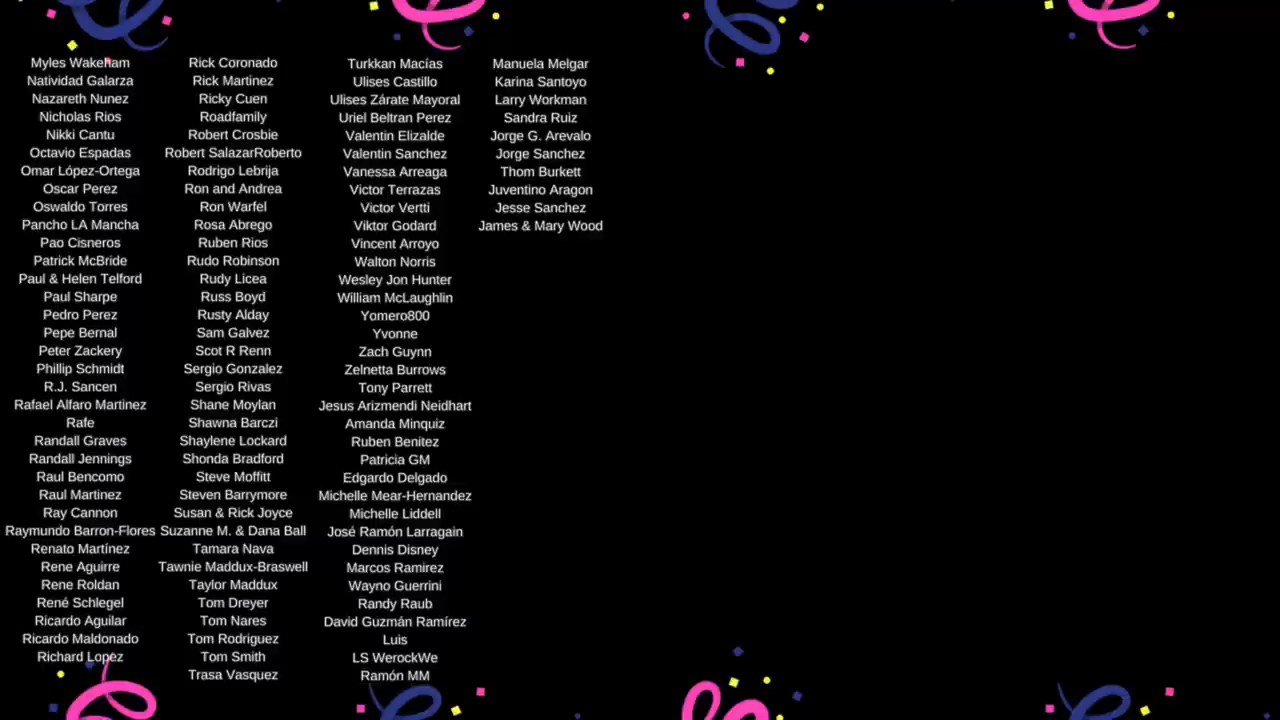 Myles Wakeham
Natividad Galarza
Nazareth Nunez
Nicholas Rios
Nikki Cantu
Octavio Espadas
Omar López-Ortega
Oscar Perez
Oswaldo Torres
Pancho LA Mancha
Pao Cisneros
Patrick McBride
Paul & Helen Telford
Paul Sharpe
Pedro Perez
Pepe Bernal
Peter Zackery
Phillip Schmidt
R.J. Sancen
Rafael Alfaro Martinez
Rafe
Randall Graves
Randall Jennings
Raul Bencomo
Raul Martinez
Ray Cannon
Raymundo Barron-Flores
Renato Martínez
Rene Aguirre
Rene Roldan
René Schlegel
Ricardo Aguilar
Ricardo Maldonado
Richard Lopez
Rick Coronado
Rick Martinez
Ricky Cuen
Roadfamily
Robert Crosbie
Robert SalazarRoberto
Rodrigo Lebrija
Ron and Andrea
Ron Warfel
Rosa Abrego
Ruben Rios
Rudo Robinson
Rudy Licea
Russ Boyd
Rusty Alday
Sam Galvez
Scot R Renn
Sergio Gonzalez
Sergio Rivas
Shane Moylan
Shawna Barczi
Shaylene Lockard
Shonda Bradford
Steve Moffitt
Steven Barrymore
Susan & Rick Joyce
Suzanne M. & Dana Ball
Tamara Nava
Tawnie Maddux-Braswell
Taylor Maddux
Tom Dreyer
Tom Nares
Tom Rodriguez
Tom Smith
Trasa Vasquez
Turkkan Macías
Ulises Castillo
Ulises Zárate Mayoral
Uriel Beltran Perez
Valentin Elizalde
Valentin Sanchez
Vanessa Arreaga
Victor Terrazas
Victor Vertti
Viktor Godard
Vincent Arroyo
Walton Norris
Wesley Jon Hunter
William McLaughlin
Yomero800
Yvonne
Zach Guynn
Zelnetta Burrows
Tony Parrett
Jesus Arizmendi Neidhart
Amanda Minquiz
Ruben Benitez
Patricia GM
Edgardo Delgado
Michelle Mear-Hernandez
Michelle Liddell
José Ramón Larragain
Dennis Disney
Marcos Ramirez
Wayno Guerrini
Randy Raub
David Guzmán Ramírez
Luis
LS WerockWe
Ramón MM
Manuela Melgar
Karina Santoyo
Larry Workman
Sandra Ruiz
Jorge G. Arevalo
Jorge Sanchez
Thom Burkett
Juventino Aragon
Jesse Sanchez
James & Mary Wood